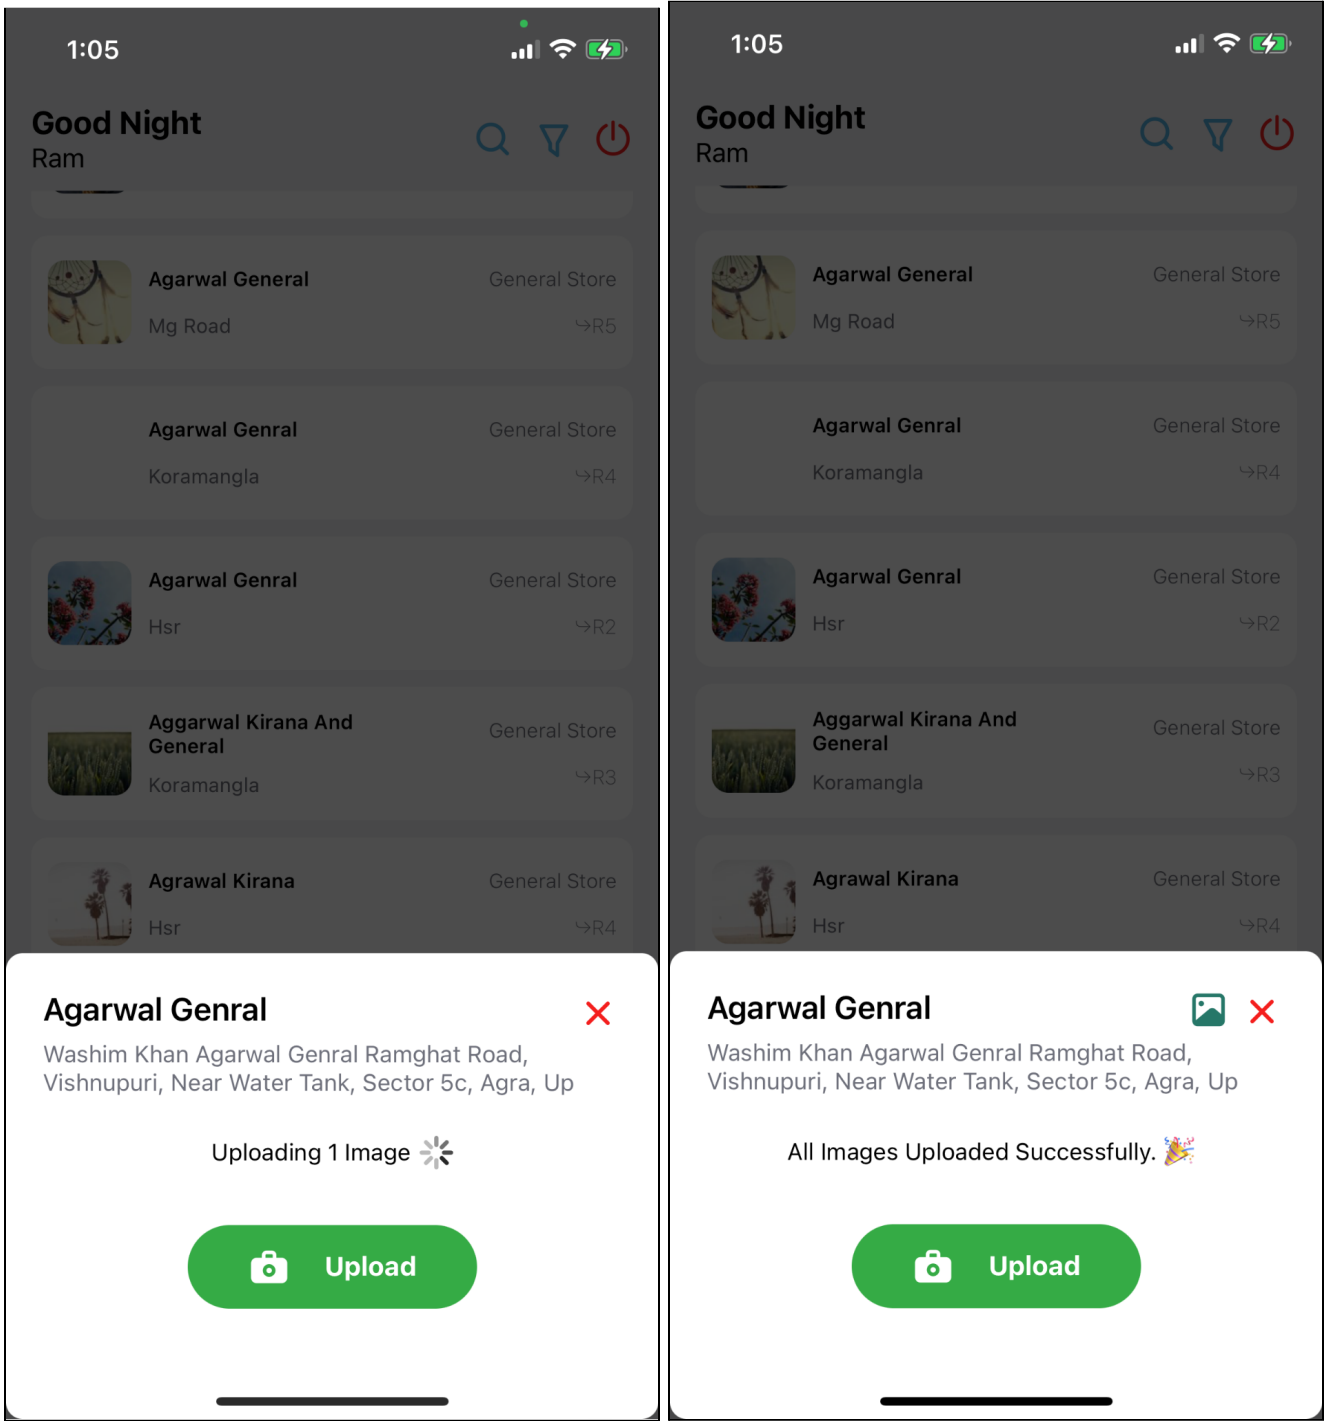 1:05
Good Night
Ram
Agarwal General
General Store
Mg Road
↪R5
Agarwal Genral
General Store
Koramangla
↪R4
Agarwal Genral
General Store
Hsr
↪R2
Aggarwal Kirana And
General
General Store
Koramangla
↪R3
Agrawal Kirana
General Store
Hsr
↪R4
Agarwal Genral
Washim Khan Agarwal Genral Ramghat Road,
Vishnupuri, Near Water Tank, Sector 5c, Agra, Up
Uploading 1 Image
Upload
1:05
Good Night
Ram
Agarwal General
General Store
Mg Road
↪R5
Agarwal Genral
General Store
Koramangla
↪R4
Agarwal Genral
General Store
Hsr
↪R2
Aggarwal Kirana And
General
General Store
Koramangla
↪R3
Agrawal Kirana
General Store
Hsr
↪R4
Agarwal Genral
Washim Khan Agarwal Genral Ramghat Road,
Vishnupuri, Near Water Tank, Sector 5c, Agra, Up
All Images Uploaded Successfully. 🎉
Upload